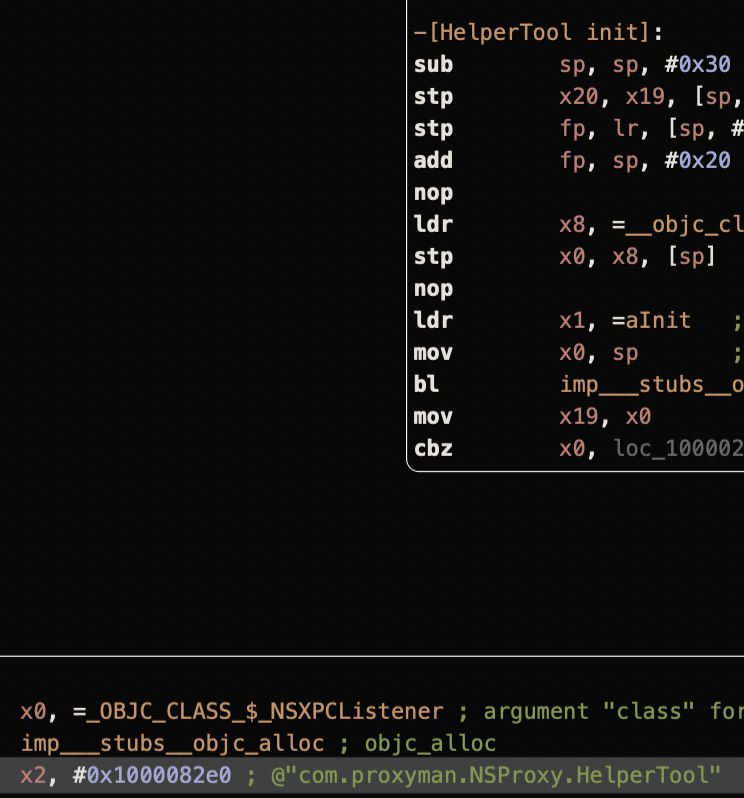 -[HelperTool init]:
sub sp, sp, #0x30
stp x20, x19, [sp,
stp fp, lr, [sp, #
add fp, sp, #0x20
nop
ldr x8, =__objc_cl
stp x0, x8, [sp]
nop
ldr x1, =aInit ;
mov x0, sp ;
bl imp___stubs__o
mov x19, x0
cbz x0, loc_100002
x0, =_OBJC_CLASS_$_NSXPCListener ; argument "class" for
imp___stubs__objc_alloc ; objc_alloc
x2, #0x1000082e0 ; @"com.proxyman.NSProxy.HelperTool"